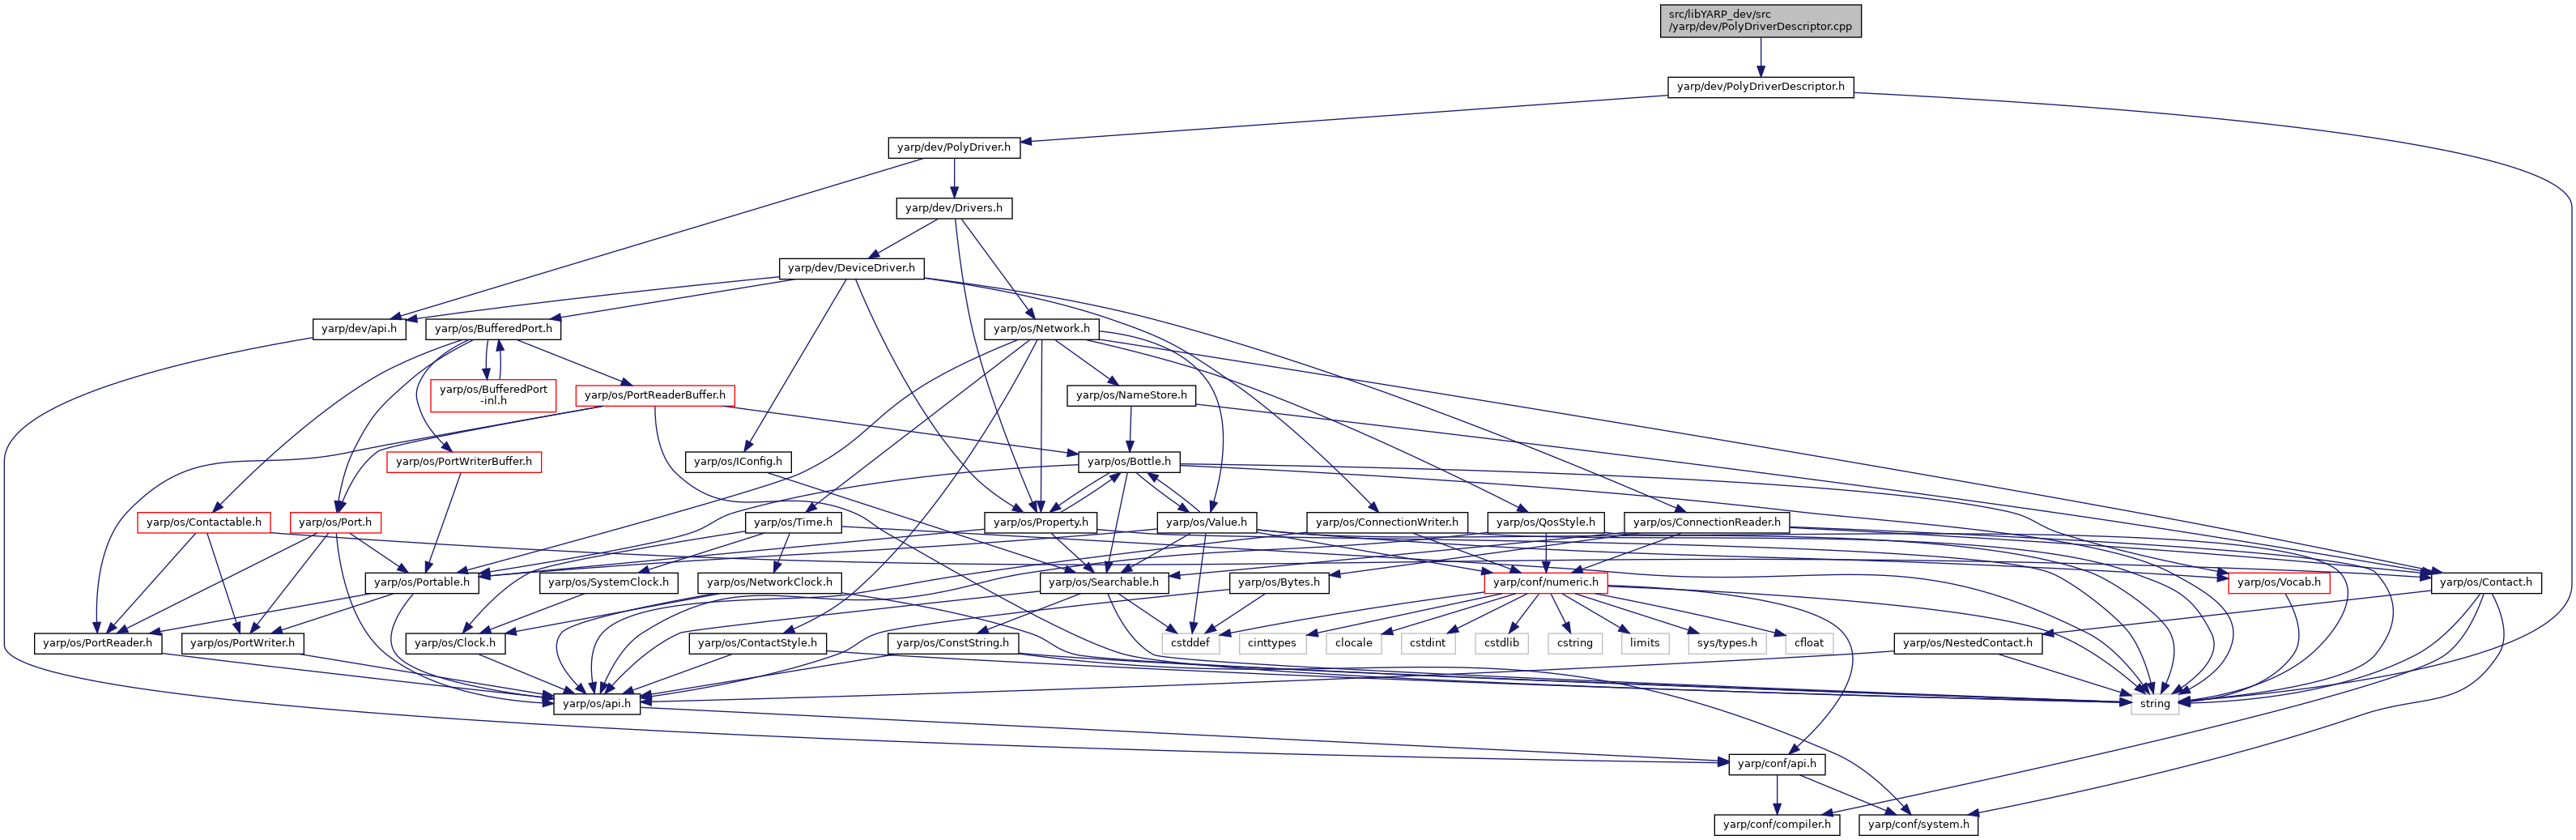 src/libYARP_dev/src
/yarp/dev/PolyDriverDescriptor.cpp
yarp/dev/PolyDriverDescriptor.h
yarp/dev/PolyDriver.h
yarp/dev/Drivers.h
yarp/dev/DeviceDriver.h
yarp/dev/api.h
yarp/os/BufferedPort.h
yarp/os/Network.h
yarp/os/BufferedPort
-inl.h
yarp/os/PortReaderBuffer.h
yarp/os/NameStore.h
yarp/os/PortWriterBuffer.h
yarp/os/IConfig.h
yarp/os/Bottle.h
yarp/os/Contactable.h
yarp/os/Port.h
yarp/os/Time.h
yarp/os/Property.h
yarp/os/Value.h
yarp/os/ConnectionWriter.h
yarp/os/QosStyle.h
yarp/os/ConnectionReader.h
yarp/os/Portable.h
yarp/os/SystemClock.h
yarp/os/NetworkClock.h
yarp/os/Searchable.h
yarp/os/Bytes.h
yarp/conf/numeric.h
yarp/os/Vocab.h
yarp/os/Contact.h
yarp/os/PortReader.h
yarp/os/PortWriter.h
yarp/os/Clock.h
yarp/os/ContactStyle.h
yarp/os/ConstString.h
cstddef
cinttypes
clocale
cstdint
cstdlib
cstring
limits
sys/types.h
cfloat
yarp/os/NestedContact.h
yarp/os/api.h
string
yarp/conf/api.h
yarp/conf/compiler.h
yarp/conf/system.h